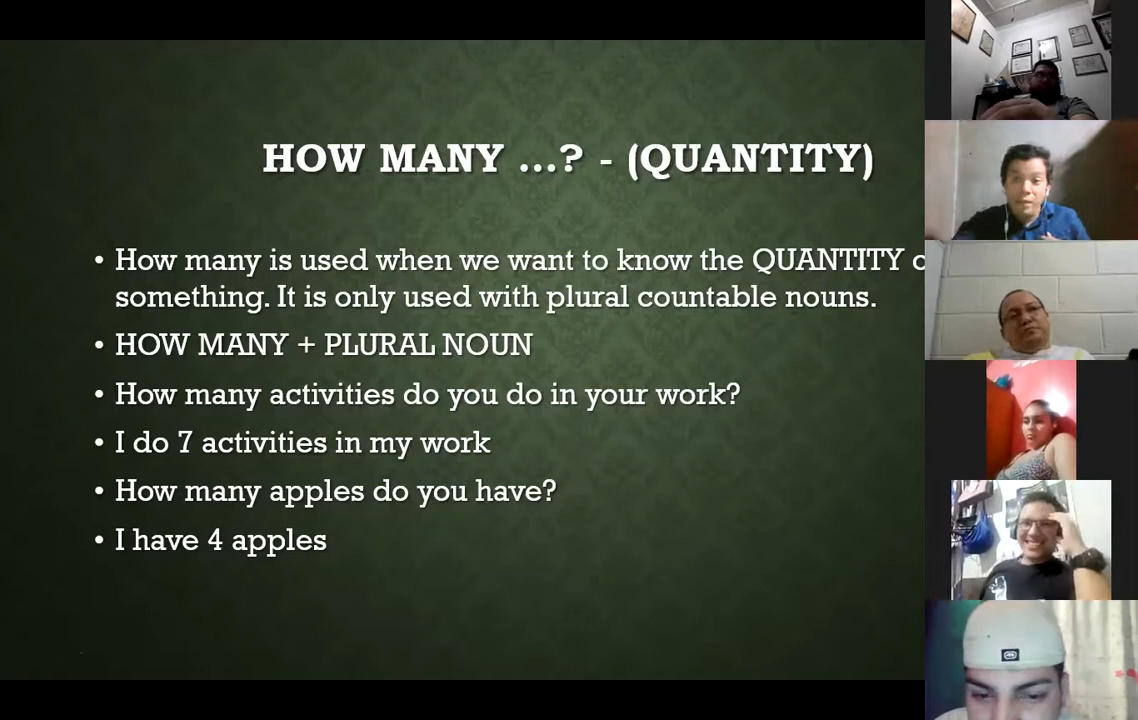 HOW MANY ...? - (QUANTITY)
• How many is used when we want to know the QUANTITY
something. It is only used with plural countable nouns.
• HOW MANY + PLURAL NOUN
• How many activities do you do in your work?
• I do 7 activities in my work
• How many apples do you have?
• I have 4 apples